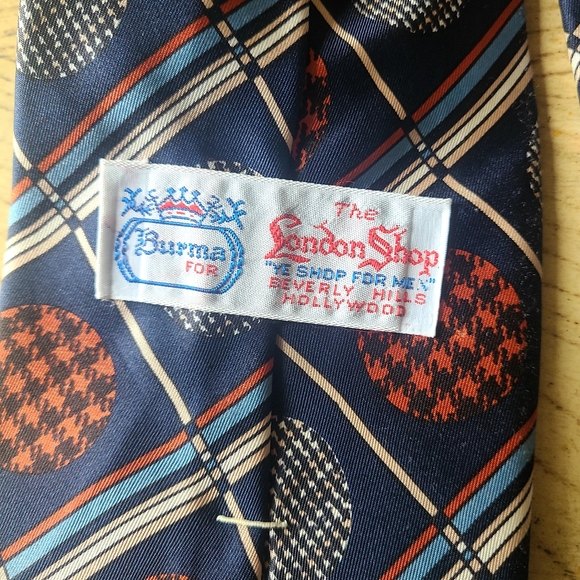 Burma
FOR
The
London Shop
"YE SHOP FOR MEN"
BEVERLY HILLS
HOLLYWOOD